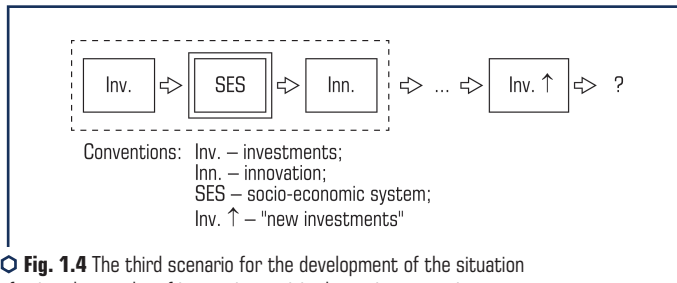 Inv. ⇨ SES ⇨ Inn. ⇨ ... ⇨ Inv. ↑ ⇨ ?
Conventions: Inv. – investments;
Inn. – innovation;
SES – socio-economic system;
Inv. ↑ – "new investments"
Fig. 1.4 The third scenario for the development of the situation